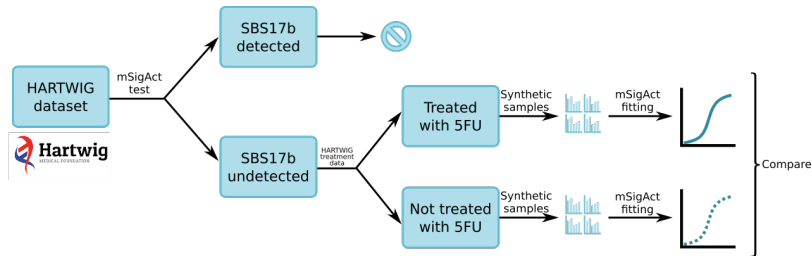 SBS17b
detected
HARTWIG
dataset
mSigAct
test
Hartwig
MEDICAL FOUNDATION
SBS17b
undetected
HARTWIG
treatment
data
Treated
with 5FU
Synthetic
samples
mSigAct
fitting
Not treated
with 5FU
Synthetic
samples
mSigAct
fitting
Compare